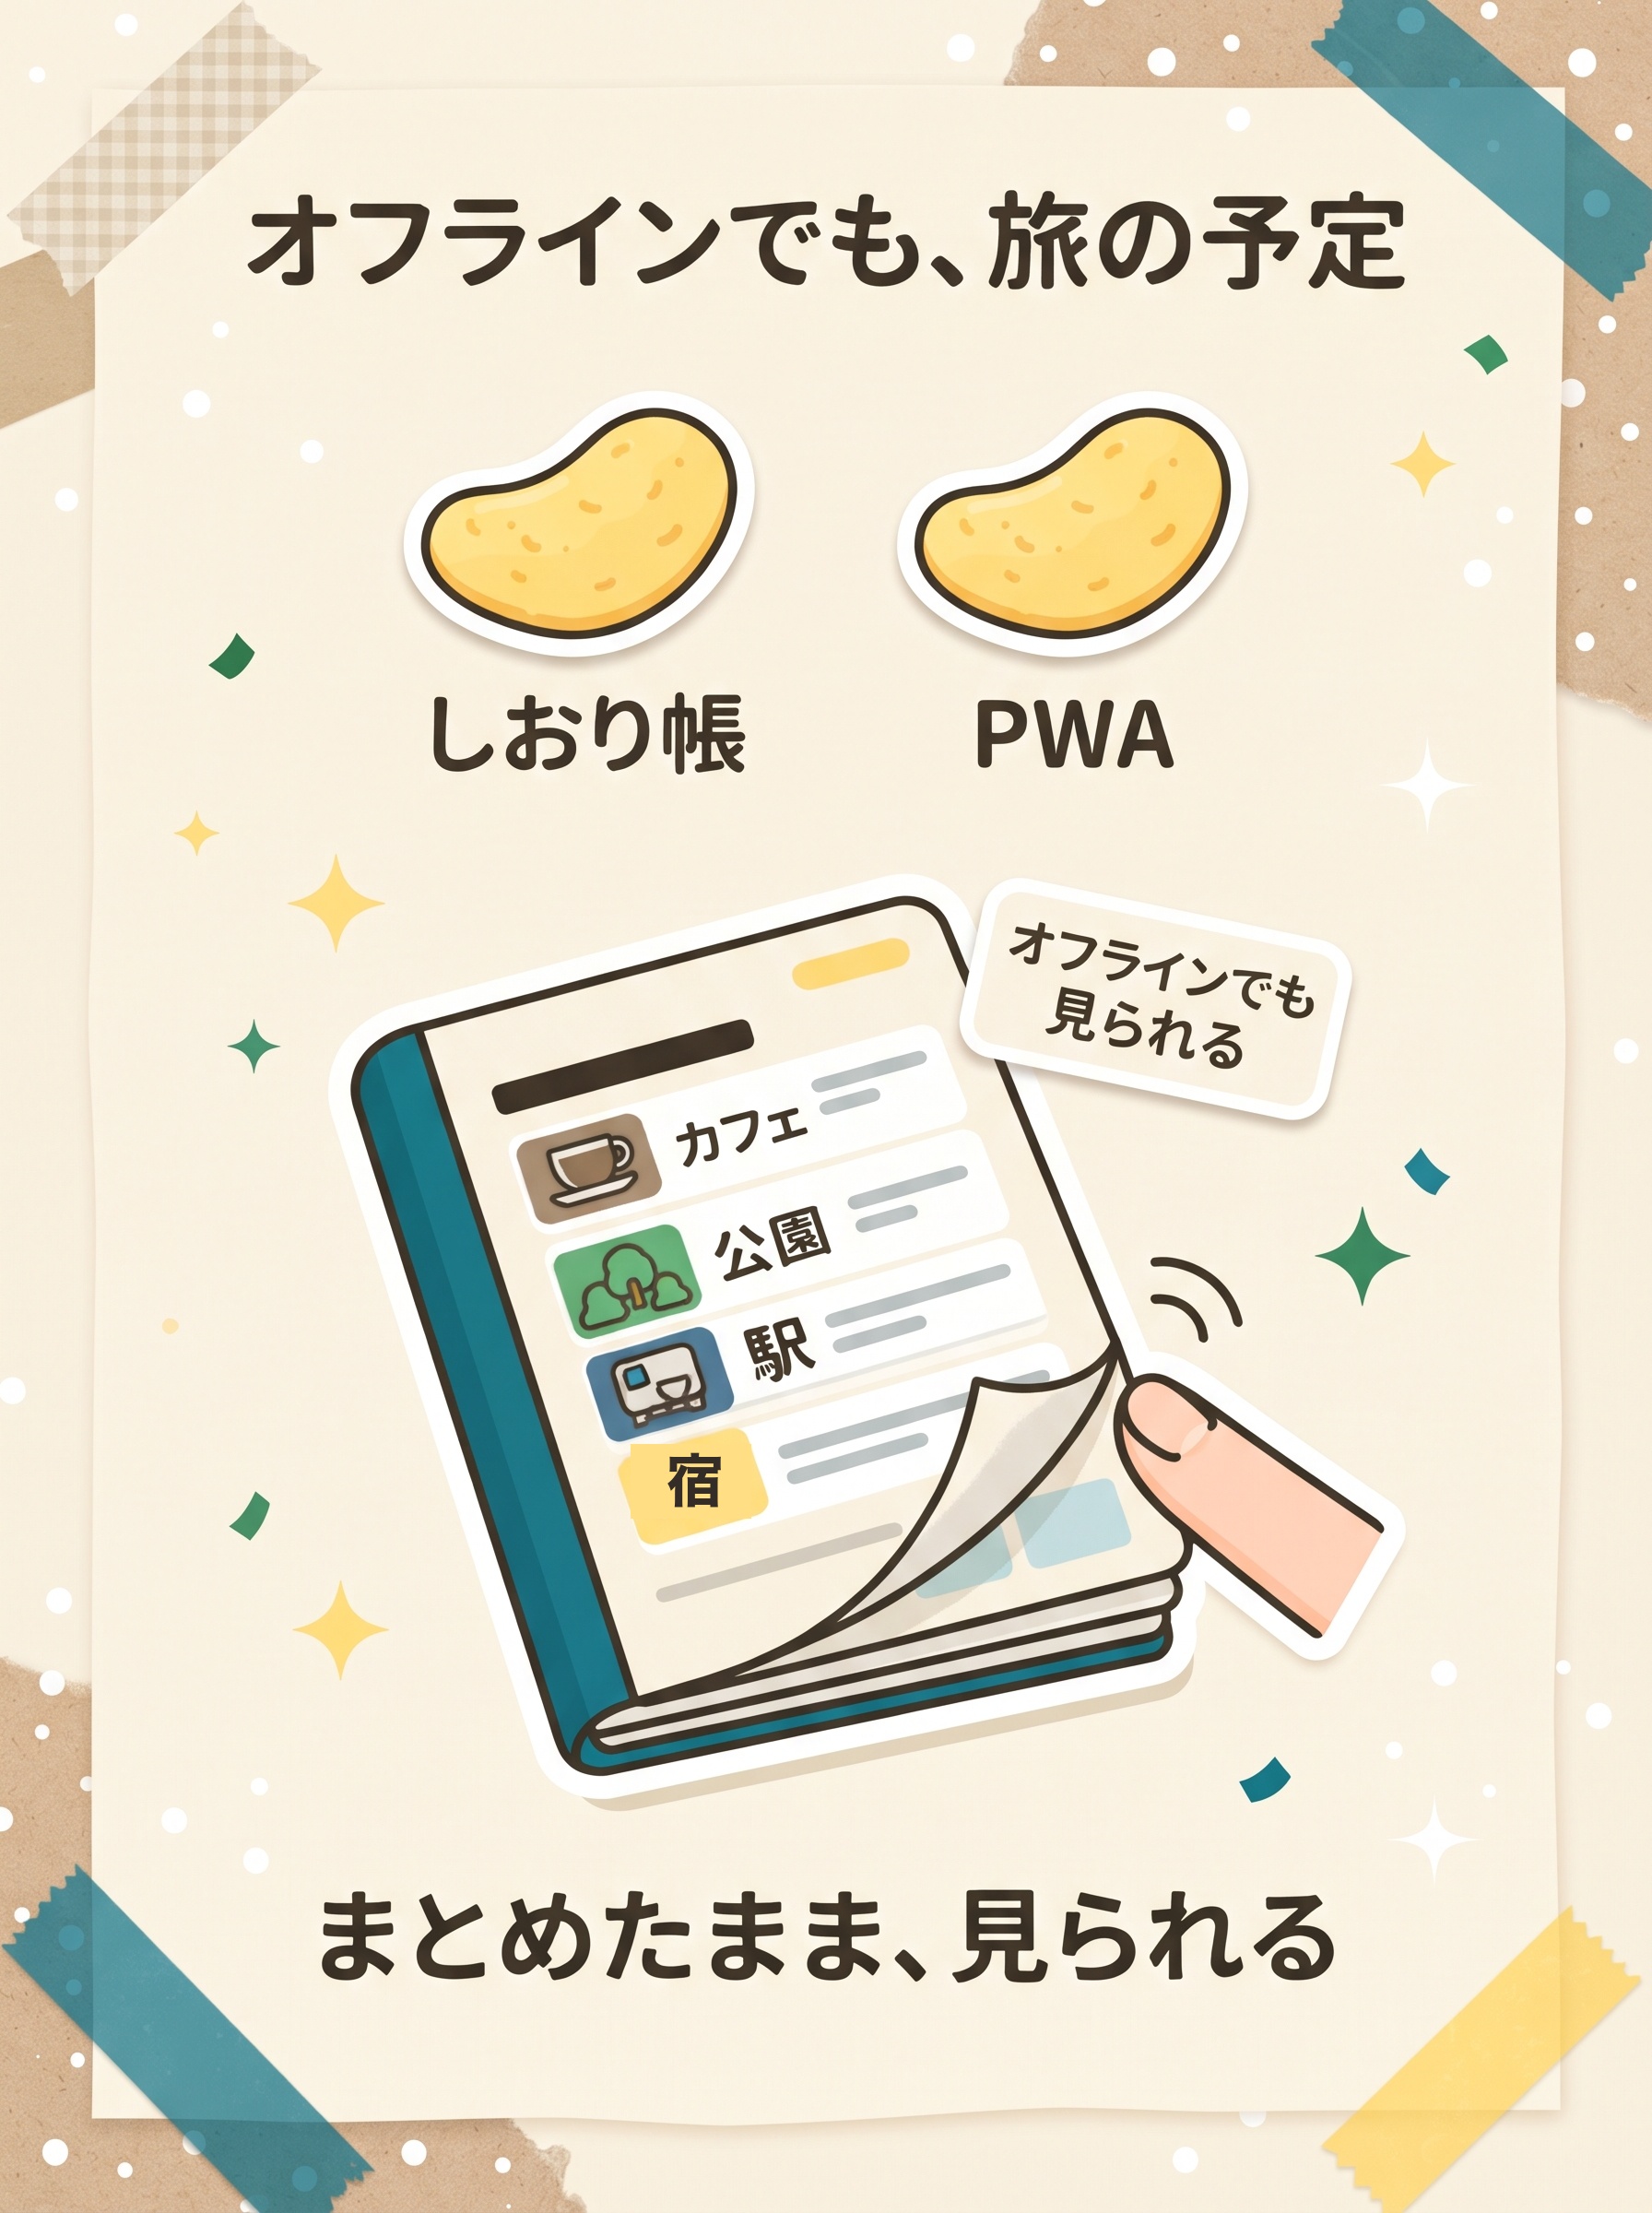 オフラインでも、旅の予定
しおり帳
PWA
オフラインでも
見られる
カフェ
公園
駅
宿
まとめたまま、見られる